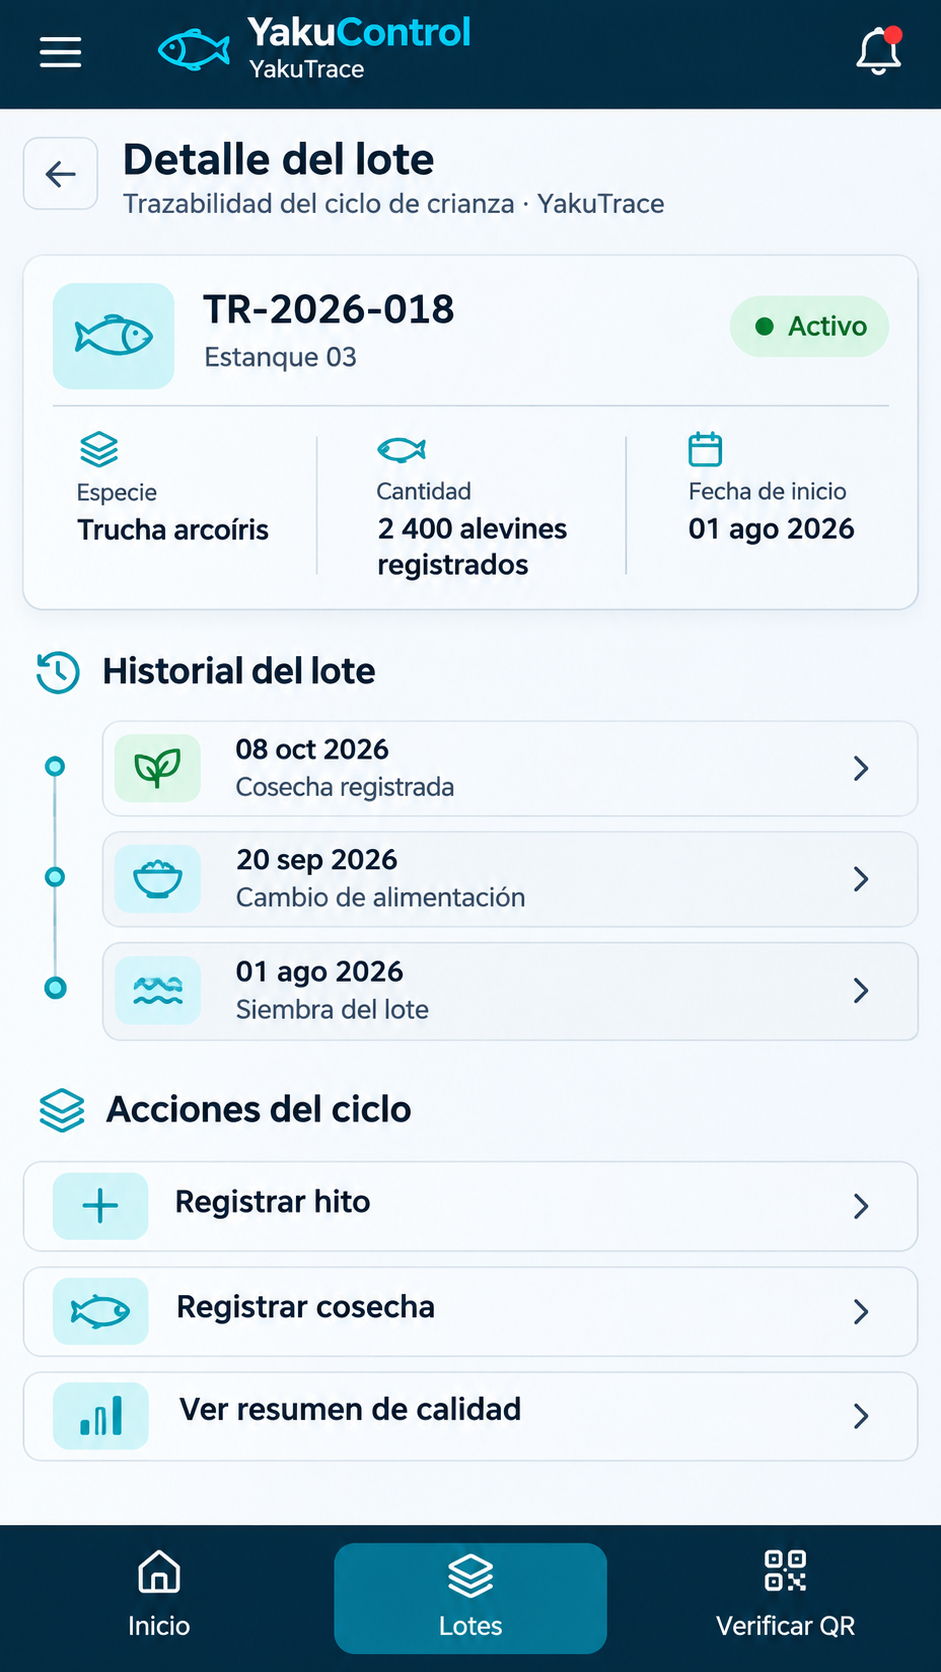 YakuControl
YakuTrace
Detalle del lote
Trazabilidad del ciclo de crianza · YakuTrace
TR-2026-018
Estanque 03
Activo
Especie
Trucha arcoíris
Cantidad
2 400 alevines
registrados
Fecha de inicio
01 ago 2026
Historial del lote
08 oct 2026
Cosecha registrada
20 sep 2026
Cambio de alimentación
01 ago 2026
Siembra del lote
Acciones del ciclo
Registrar hito
Registrar cosecha
Ver resumen de calidad
Inicio
Lotes
Verificar QR